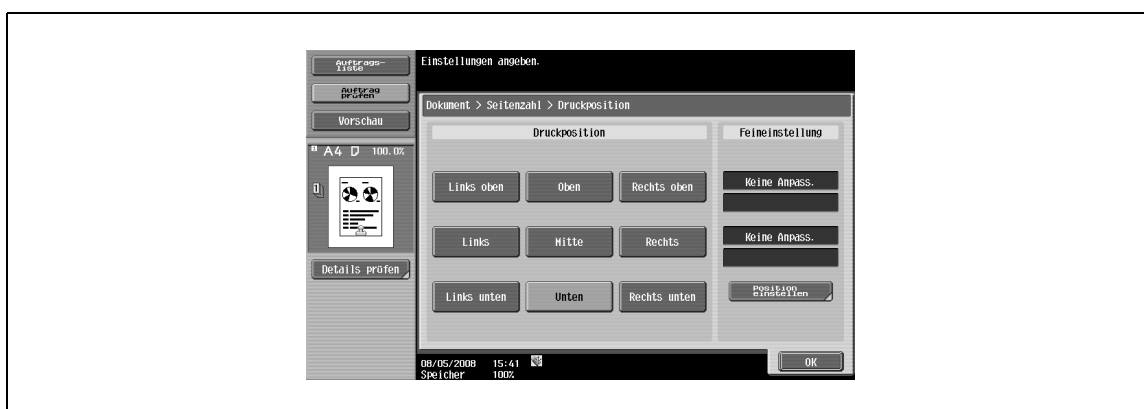 Auftrags-
liste
Auftrag
prüfen
Vorschau
A4 100.0%
1
Details prüfen
Einstellungen angeben.
Dokument > Seitenzahl > Druckposition
Druckposition
Links oben Oben Rechts oben
Links Mitte Rechts
Links unten Unten Rechts unten
Feineinstellung
Keine Anpass.
Keine Anpass.
Position
einstellen
08/05/2008 15:41
Speicher 100%
OK